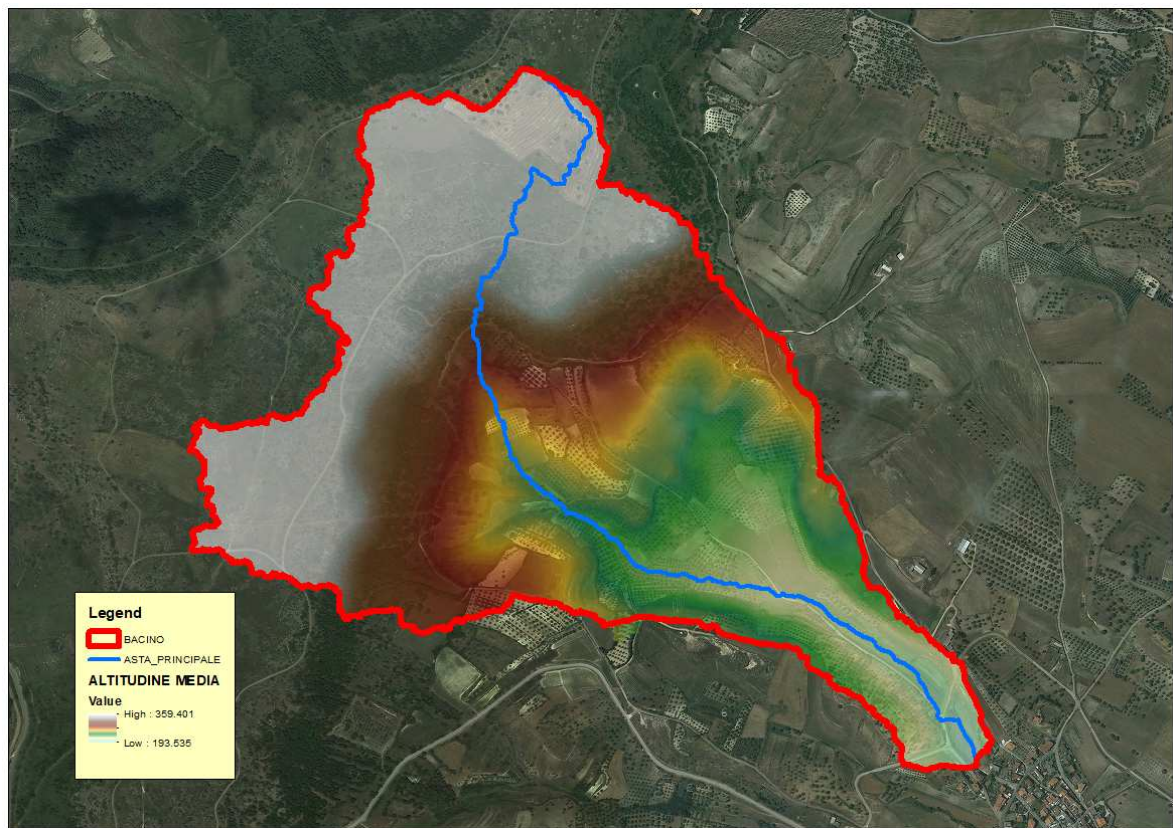 Legend
BACINO
ASTA_PRINCIPALE
ALTITUDINE MEDIA
Value
High : 359.401
Low : 193.535